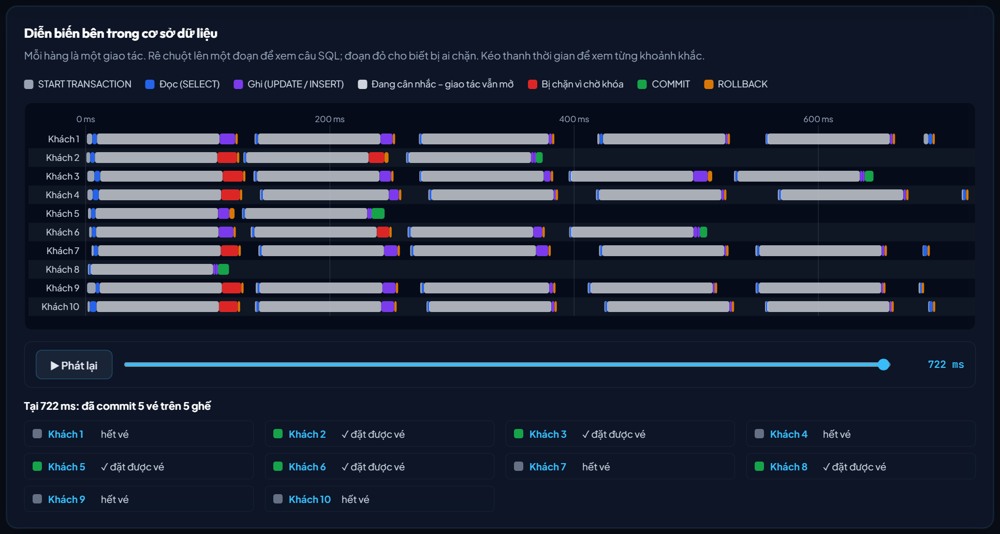 Diễn biến bên trong cơ sở dữ liệu
Mỗi hàng là một giao tác. Rê chuột lên một đoạn để xem câu SQL; đoạn đỏ cho biết bị ai chặn. Kéo thanh thời gian để xem từng khoảnh khắc.
START TRANSACTION Đọc (SELECT) Ghi (UPDATE / INSERT) Đang cân nhắc – giao tác vẫn mở Bị chặn vì chờ khóa COMMIT ROLLBACK
0 ms 200 ms 400 ms 600 ms
Khách 1
Khách 2
Khách 3
Khách 4
Khách 5
Khách 6
Khách 7
Khách 8
Khách 9
Khách 10
▶ Phát lại 722 ms
Tại 722 ms: đã commit 5 vé trên 5 ghế
Khách 1 hết vé Khách 2 ✓ đặt được vé Khách 3 ✓ đặt được vé Khách 4 hết vé
Khách 5 ✓ đặt được vé Khách 6 ✓ đặt được vé Khách 7 hết vé Khách 8 ✓ đặt được vé
Khách 9 hết vé Khách 10 hết vé